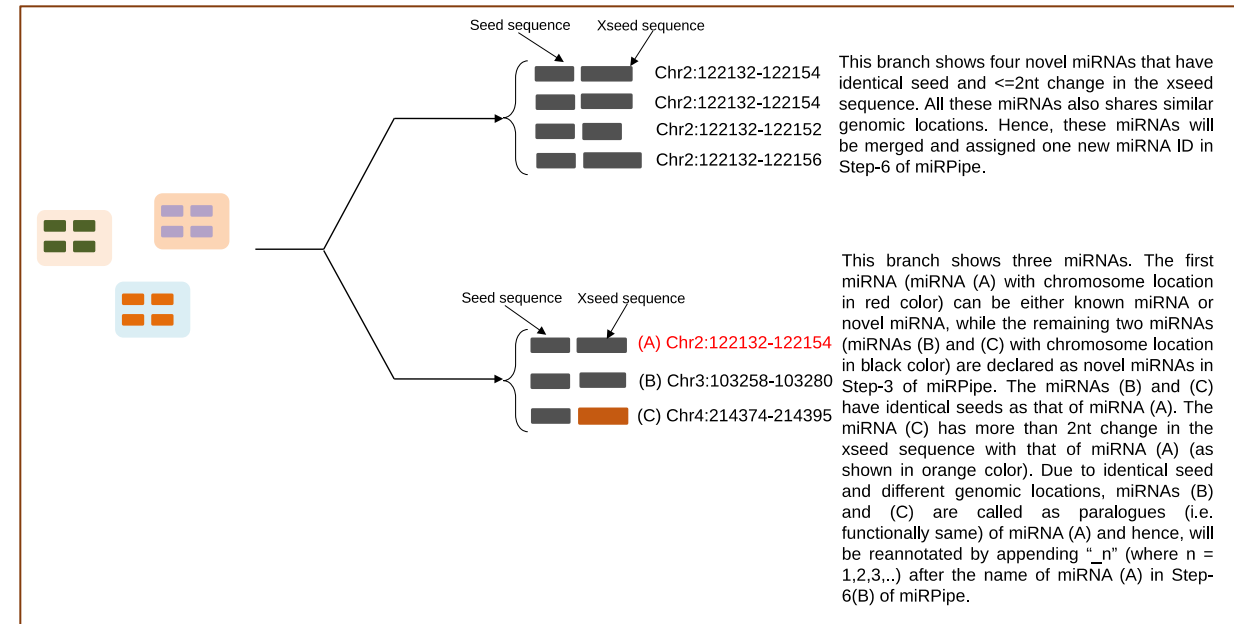 Seed sequence Xseed sequence
Chr2:122132-122154
Chr2:122132-122154
Chr2:122132-122152
Chr2:122132-122156
This branch shows four novel miRNAs that have
identical seed and <=2nt change in the xseed
sequence. All these miRNAs also shares similar
genomic locations. Hence, these miRNAs will
be merged and assigned one new miRNA ID in
Step-6 of miRPipe.
Seed sequence Xseed sequence
(A) Chr2:122132-122154
(B) Chr3:103258-103280
(C) Chr4:214374-214395
This branch shows three miRNAs. The first
miRNA (miRNA (A) with chromosome location
in red color) can be either known miRNA or
novel miRNA, while the remaining two miRNAs
(miRNAs (B) and (C) with chromosome location
in black color) are declared as novel miRNAs in
Step-3 of miRPipe. The miRNAs (B) and (C)
have identical seeds as that of miRNA (A). The
miRNA (C) has more than 2nt change in the
xseed sequence with that of miRNA (A) (as
shown in orange color). Due to identical seed
and different genomic locations, miRNAs (B)
and (C) are called as paralogues (i.e.
functionally same) of miRNA (A) and hence, will
be reannotated by appending “_n” (where n =
1,2,3,..) after the name of miRNA (A) in Step-
6(B) of miRPipe.